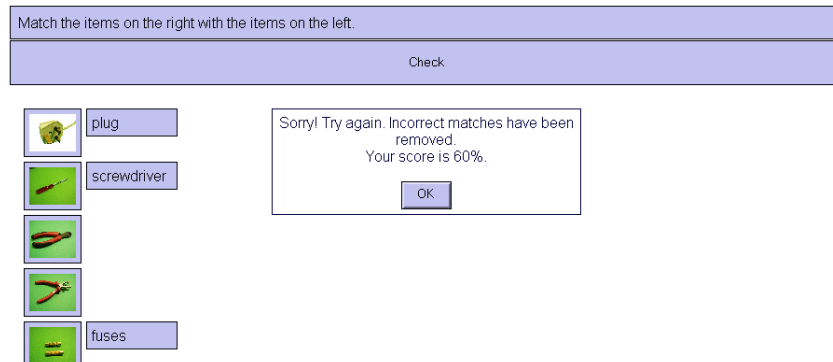 Match the items on the right with the items on the left.
Check
plug
screwdriver
fuses
Sorry! Try again. Incorrect matches have been
removed.
Your score is 60%.
OK